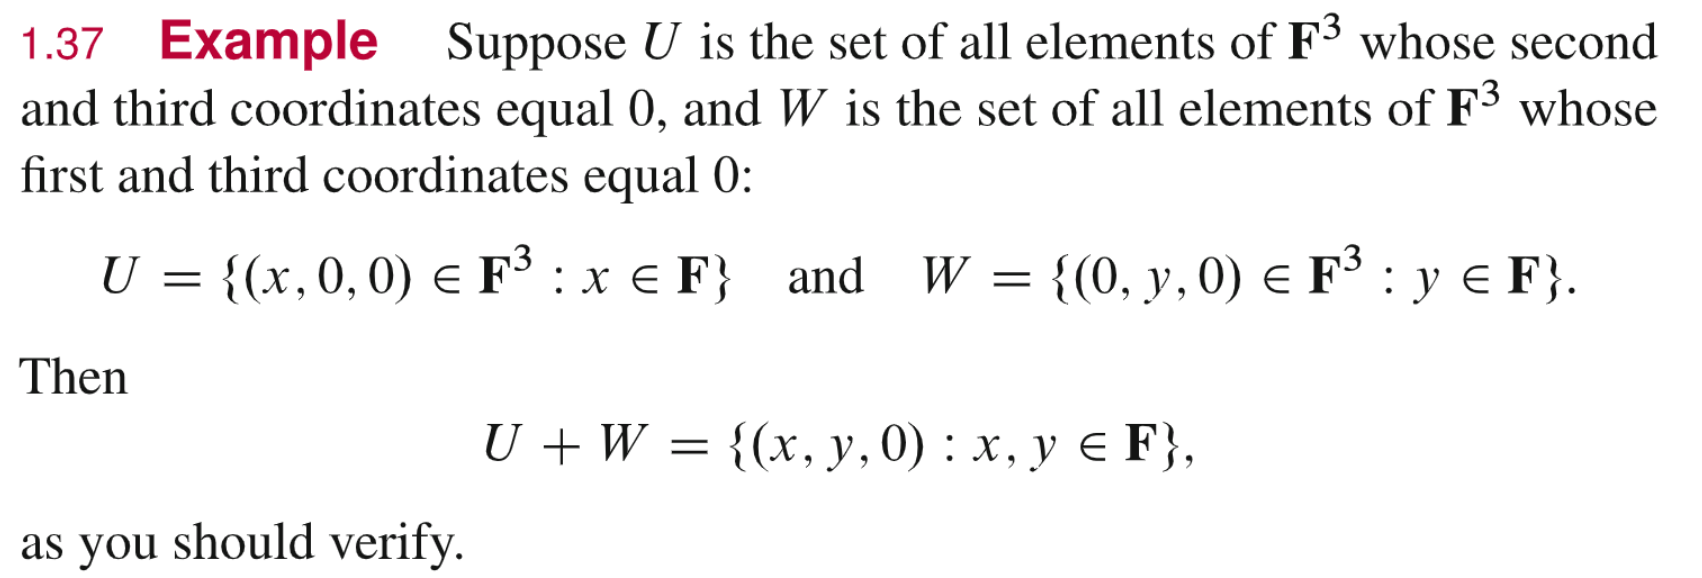 1.37 Example Suppose U is the set of all elements of F³ whose second
and third coordinates equal 0, and W is the set of all elements of F³ whose
first and third coordinates equal 0:
U = {(x, 0, 0) ∈ F³ : x ∈ F} and W = {(0, y, 0) ∈ F³ : y ∈ F}.
Then
U + W = {(x, y, 0) : x, y ∈ F},
as you should verify.